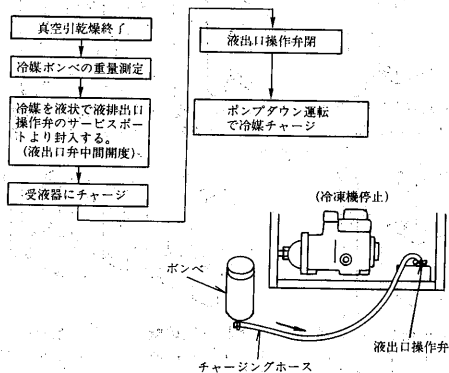 真空引乾燥終了
冷媒ボンベの重量測定
冷媒を液状で液排出口
操作弁のサービスポー
トより封入する。
(液出口弁中間開度)
受液器にチャージ
液出口操作弁閉
ポンプダウン運転
で冷媒チャージ
(冷凍機停止)
ボンベ
液出口操作弁
チャージングホース